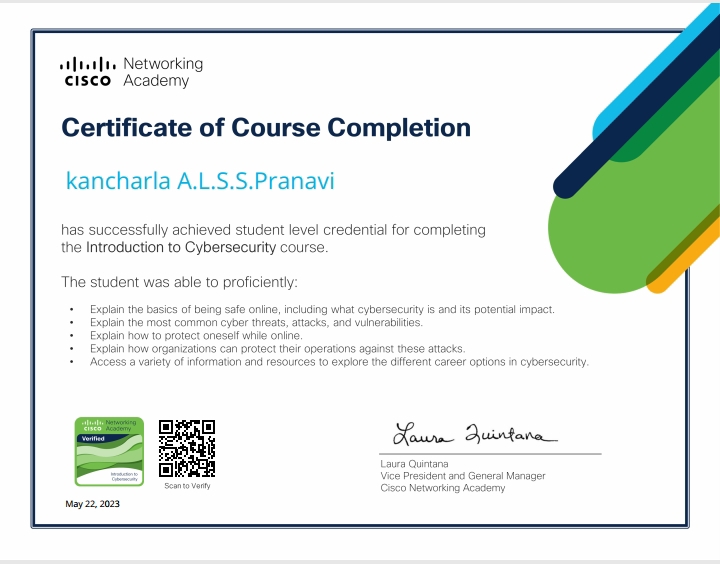 CISCO Networking Academy
Certificate of Course Completion
kancharla A.L.S.S.Pranavi
has successfully achieved student level credential for completing
the Introduction to Cybersecurity course.
The student was able to proficiently:
• Explain the basics of being safe online, including what cybersecurity is and its potential impact.
• Explain the most common cyber threats, attacks, and vulnerabilities.
• Explain how to protect oneself while online.
• Explain how organizations can protect their operations against these attacks.
• Access a variety of information and resources to explore the different career options in cybersecurity.
CISCO Networking Academy
Verified
Introduction to
Cybersecurity
Scan to Verify
May 22, 2023
Laura Quintana
Laura Quintana
Vice President and General Manager
Cisco Networking Academy